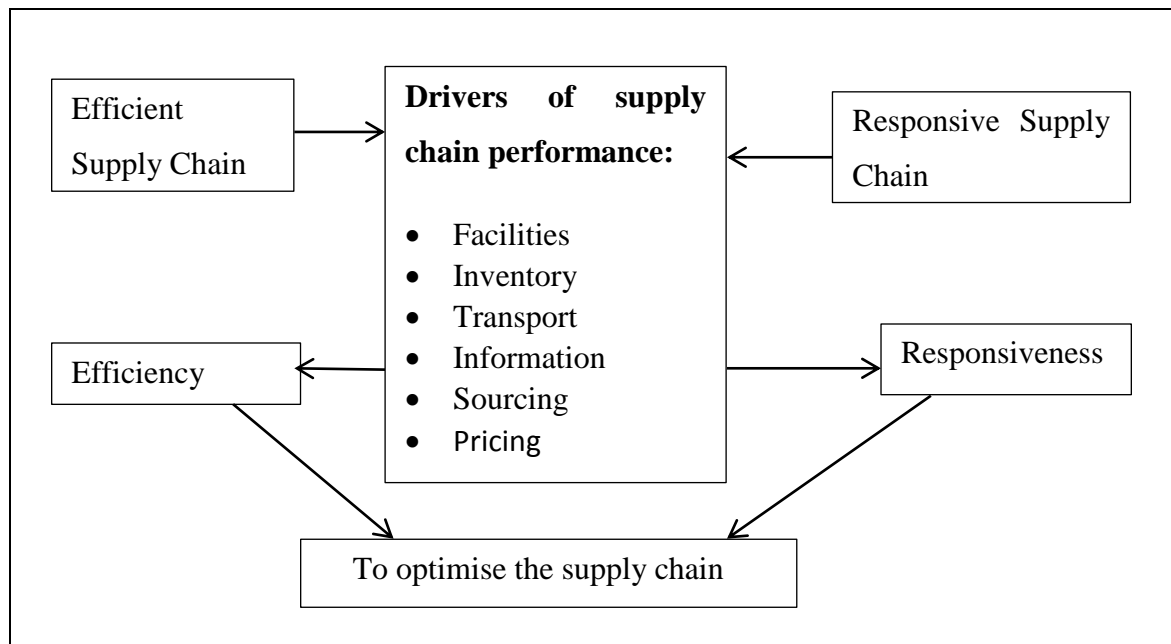 Efficient
Supply Chain
Drivers of supply
chain performance:
• Facilities
• Inventory
• Transport
• Information
• Sourcing
• Pricing
Responsive Supply
Chain
Efficiency
Responsiveness
To optimise the supply chain